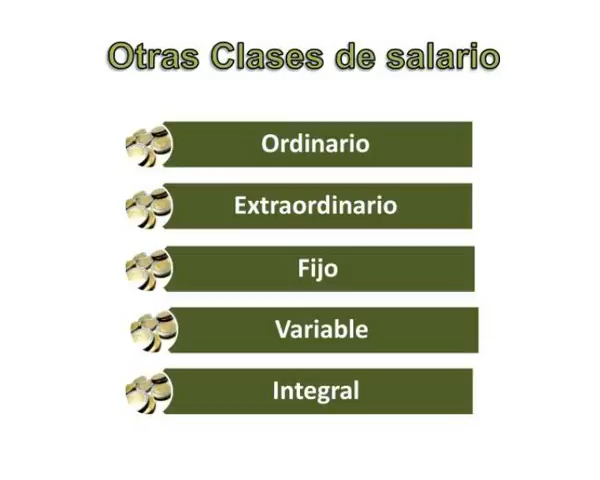 Otras Clases de salario
Ordinario
Extraordinario
Fijo
Variable
Integral